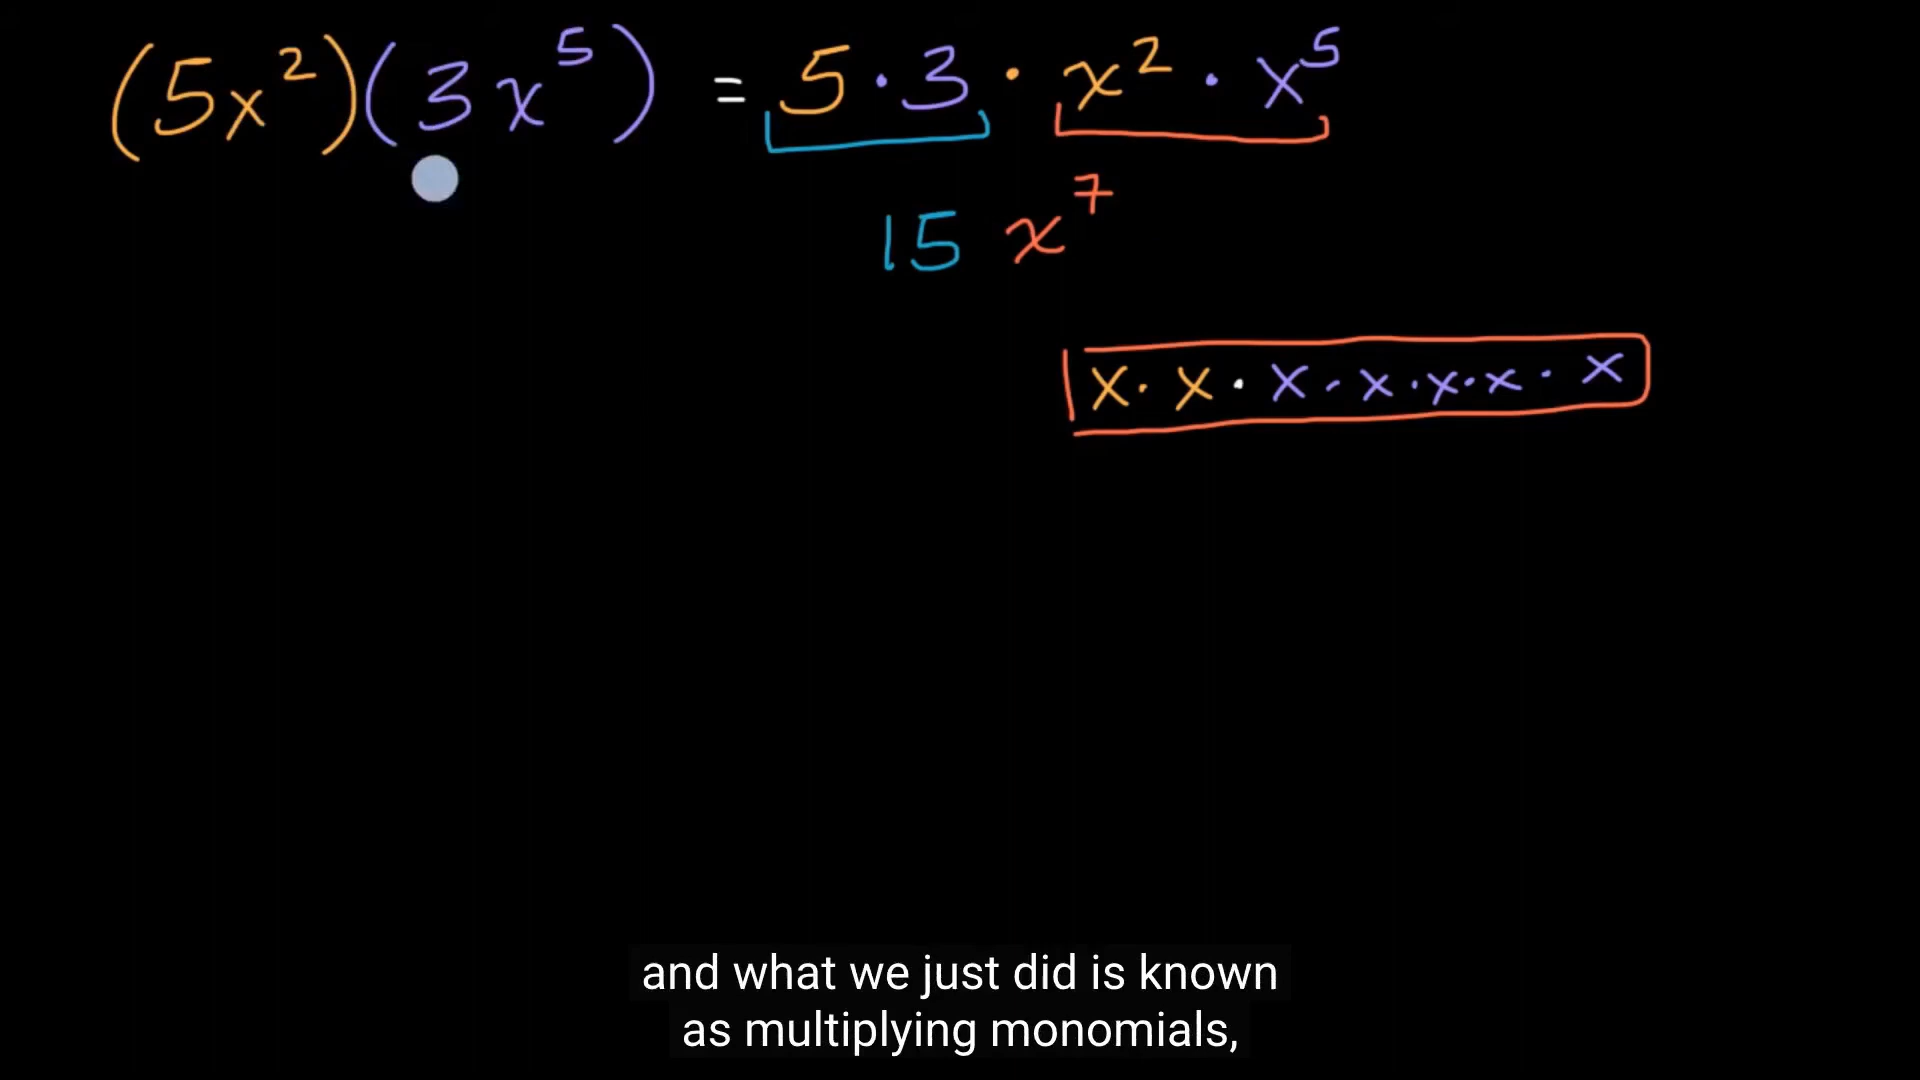 (5x²)(3x⁵) = 5·3·x²·x⁵
15x⁷
x·x·x·x·x·x·x
and what we just did is known
as multiplying monomials,